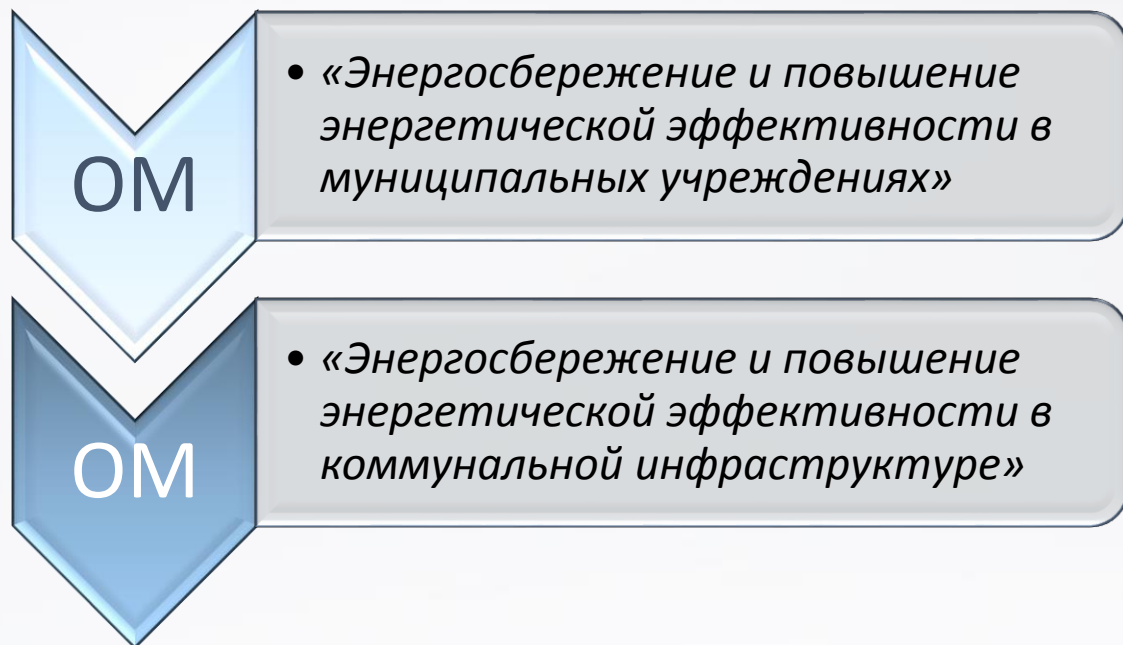 ОМ
• «Энергосбережение и повышение
энергетической эффективности в
муниципальных учреждениях»
ОМ
• «Энергосбережение и повышение
энергетической эффективности в
коммунальной инфраструктуре»